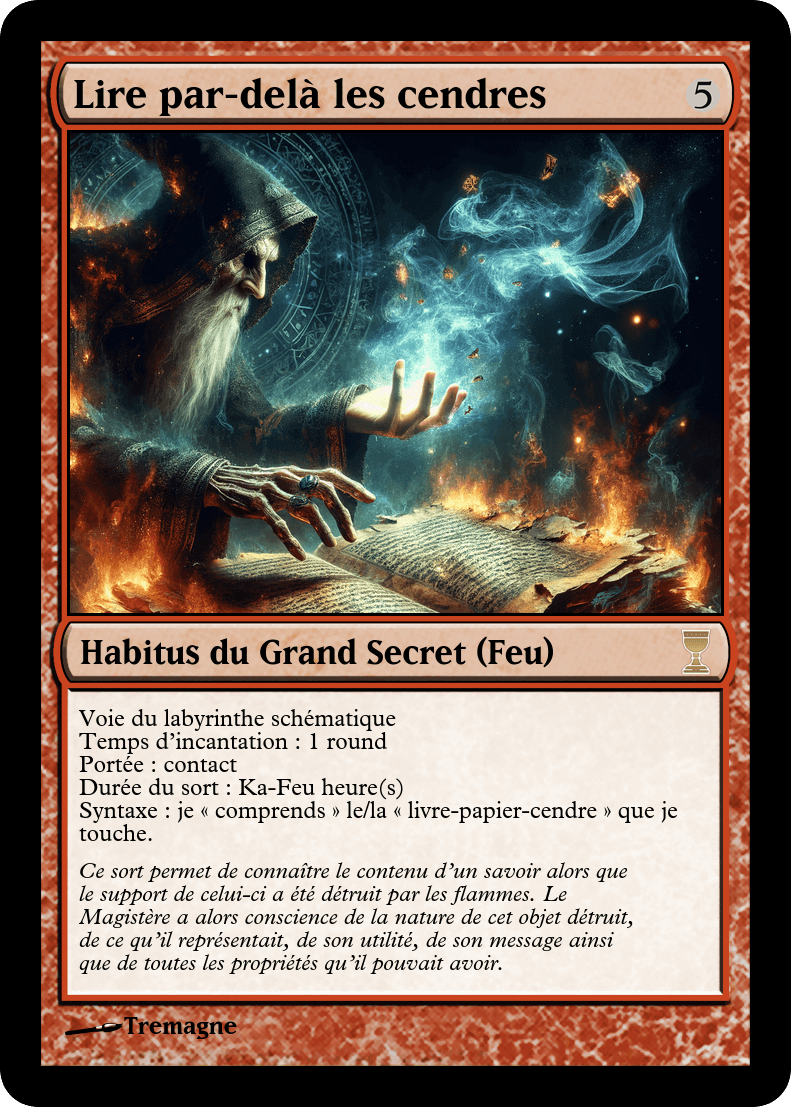 Lire par-delà les cendres 5
Habitus du Grand Secret (Feu)
Voie du labyrinthe schématique
Temps d'incantation : 1 round
Portée : contact
Durée du sort : Ka-Feu heure(s)
Syntaxe : je « comprends » le/la « livre-papier-cendre » que je
touche.
Ce sort permet de connaître le contenu d'un savoir alors que
le support de celui-ci a été détruit par les flammes. Le
Magistère a alors conscience de la nature de cet objet détruit,
de ce qu'il représentait, de son utilité, de son message ainsi
que de toutes les propriétés qu'il pouvait avoir.
Tremagne